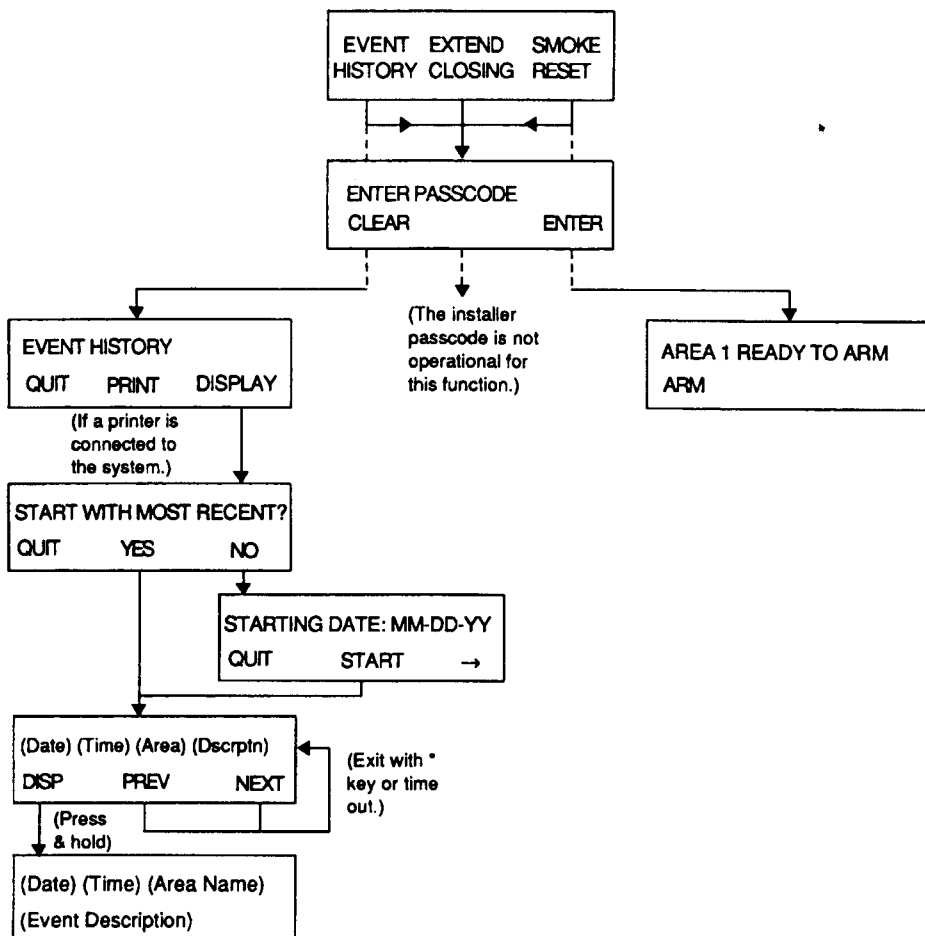 EVENT EXTEND SMOKE
HISTORY CLOSING RESET
ENTER PASSCODE
CLEAR ENTER
(The installer
passcode is not
operational for
this function.)
EVENT HISTORY
QUIT PRINT DISPLAY
AREA 1 READY TO ARM
ARM
(If a printer is
connected to
the system.)
START WITH MOST RECENT?
QUIT YES NO
STARTING DATE: MM-DD-YY
QUIT START →
(Date) (Time) (Area) (Dscrptn)
DISP PREV NEXT
(Exit with *
key or time
out.)
(Press
& hold)
(Date) (Time) (Area Name)
(Event Description)